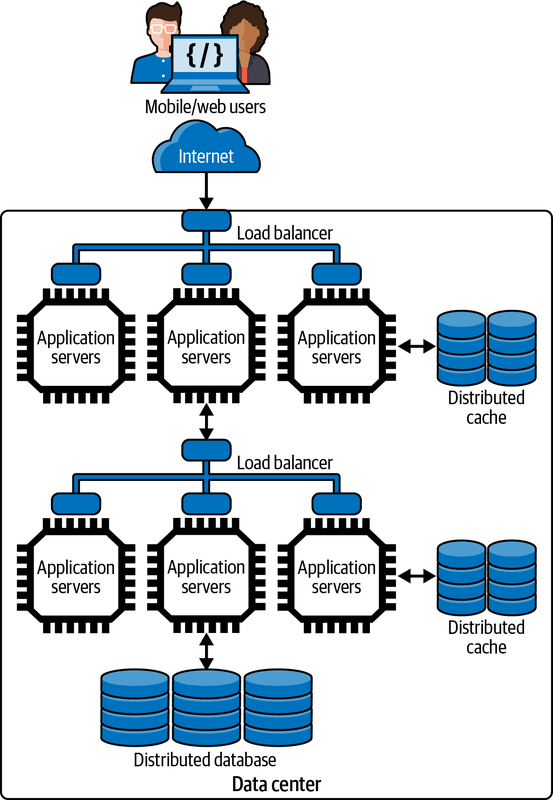 {/}
Mobile/web users
Internet
Load balancer
Application
servers
Application
servers
Application
servers
Distributed
cache
Load balancer
Application
servers
Application
servers
Application
servers
Distributed
cache
Distributed database
Data center